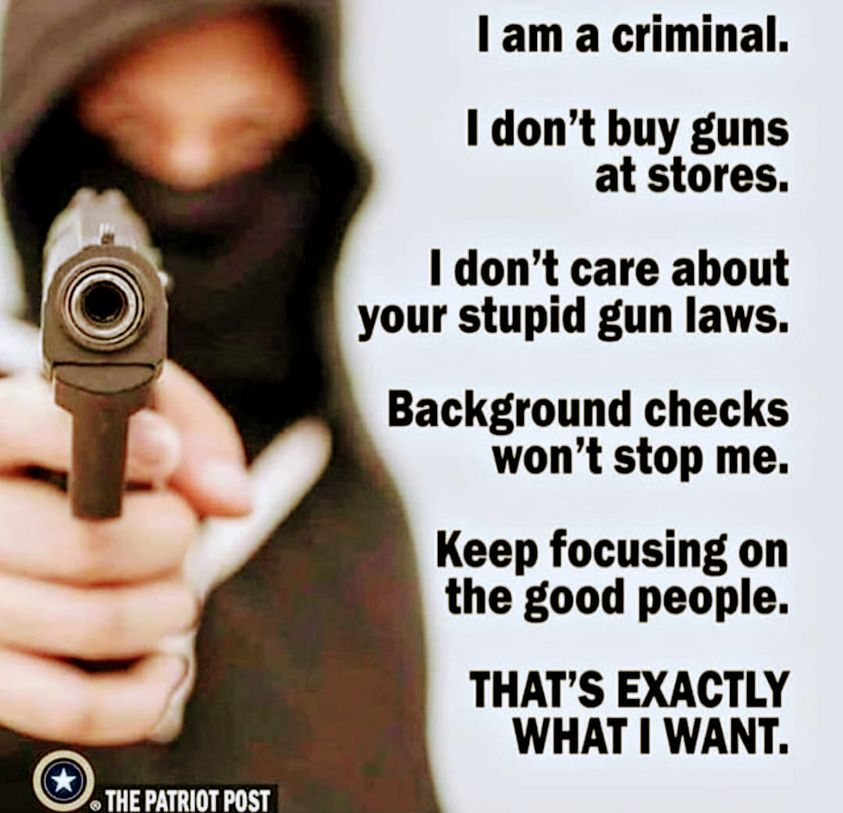 I am a criminal.
I don't buy guns
at stores.
I don't care about
your stupid gun laws.
Background checks
won't stop me.
Keep focusing on
the good people.
THAT'S EXACTLY
WHAT I WANT.
® THE PATRIOT POST